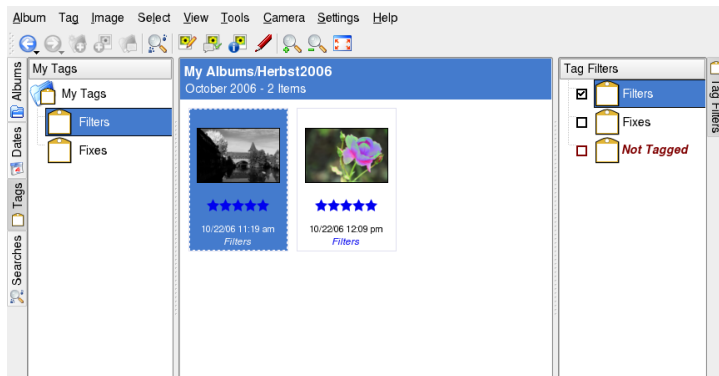 Album Tag Image Select View Tools Camera Settings Help
Albums
Dates
Tags
Searches
My Tags
My Tags
Filters
Fixes
My Albums/Herbst2006
October 2006 - 2 Items
10/22/06 11:19 am
Filters
10/22/06 12:09 pm
Filters
Tag Filters
Filters
Fixes
Not Tagged
Tag Filters